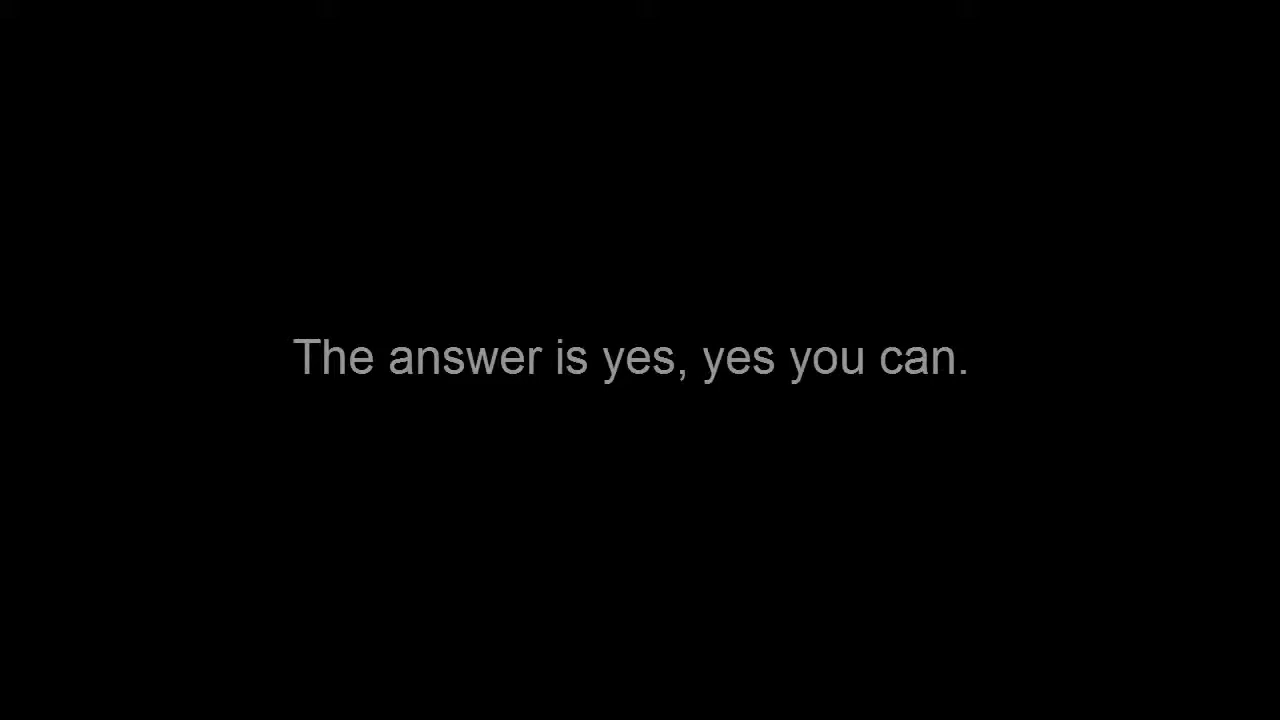 The answer is yes, yes you can.